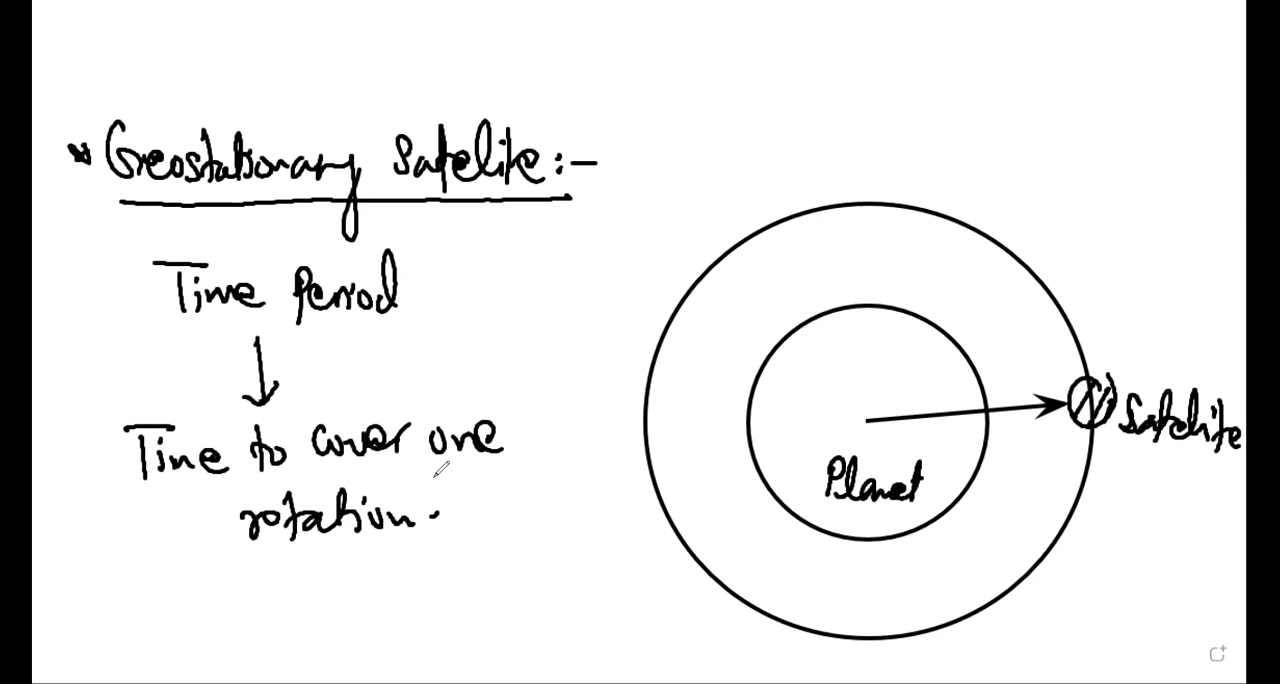 * Geostationary Satelite :-
Time Period
↓
Time to cover one
rotation.
Planet
Satelite